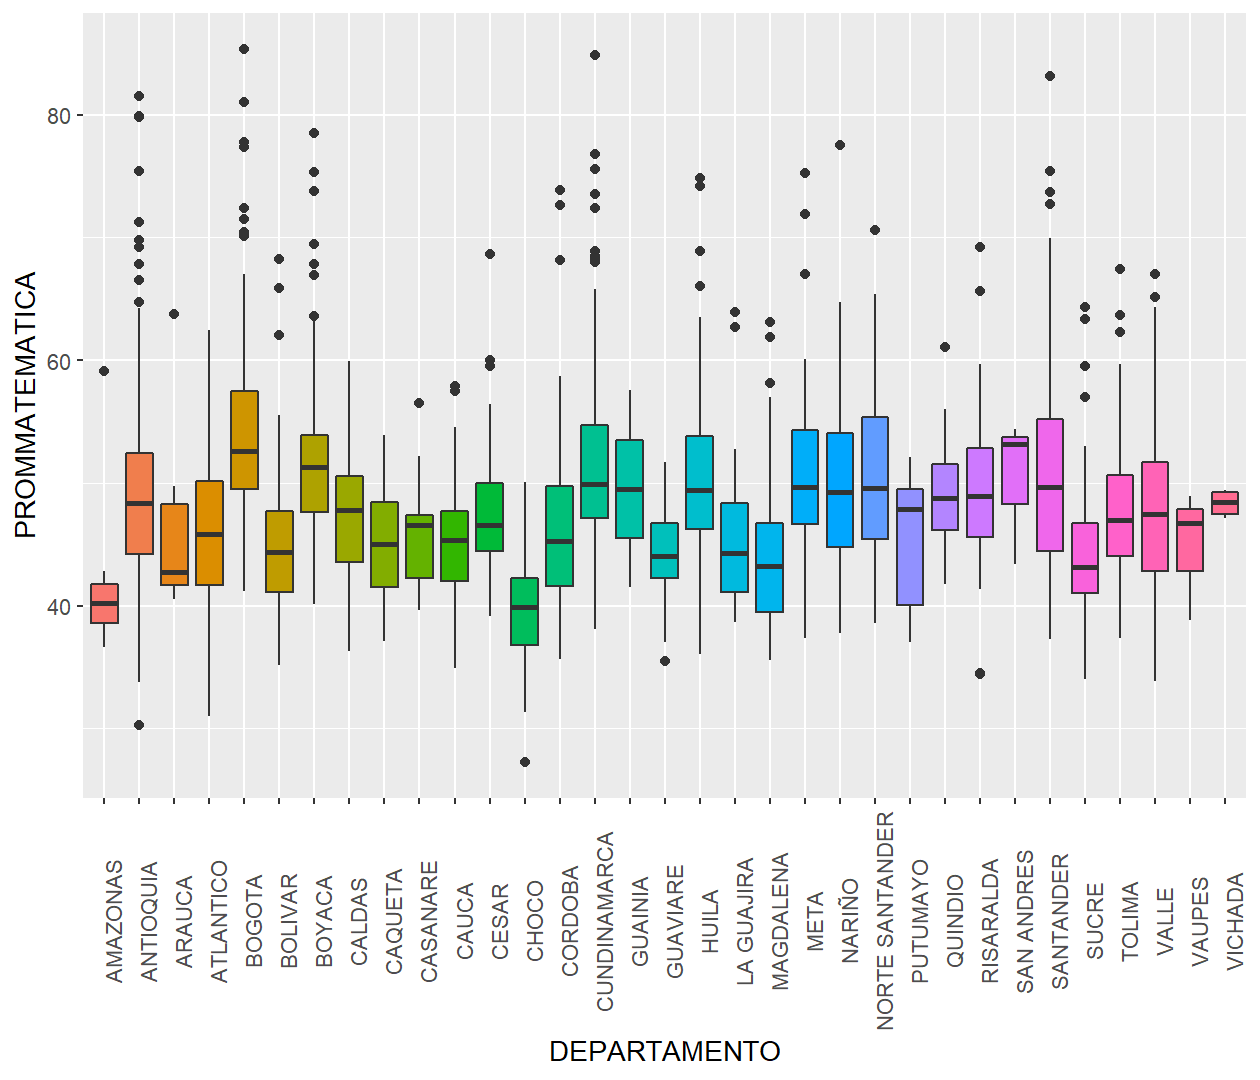 PROMMATEMATICA
80
60
40
AMAZONAS
ANTIOQUIA
ARAUCA
ATLANTICO
BOGOTA
BOLIVAR
BOYACA
CALDAS
CAQUETA
CASANARE
CAUCA
CESAR
CHOCO
CORDOBA
CUNDINAMARCA
GUAINIA
GUAVIARE
HUILA
LA GUAJIRA
MAGDALENA
META
NARIÑO
NORTE SANTANDER
PUTUMAYO
QUINDIO
RISARALDA
SAN ANDRES
SANTANDER
SUCRE
TOLIMA
VALLE
VAUPES
VICHADA
DEPARTAMENTO